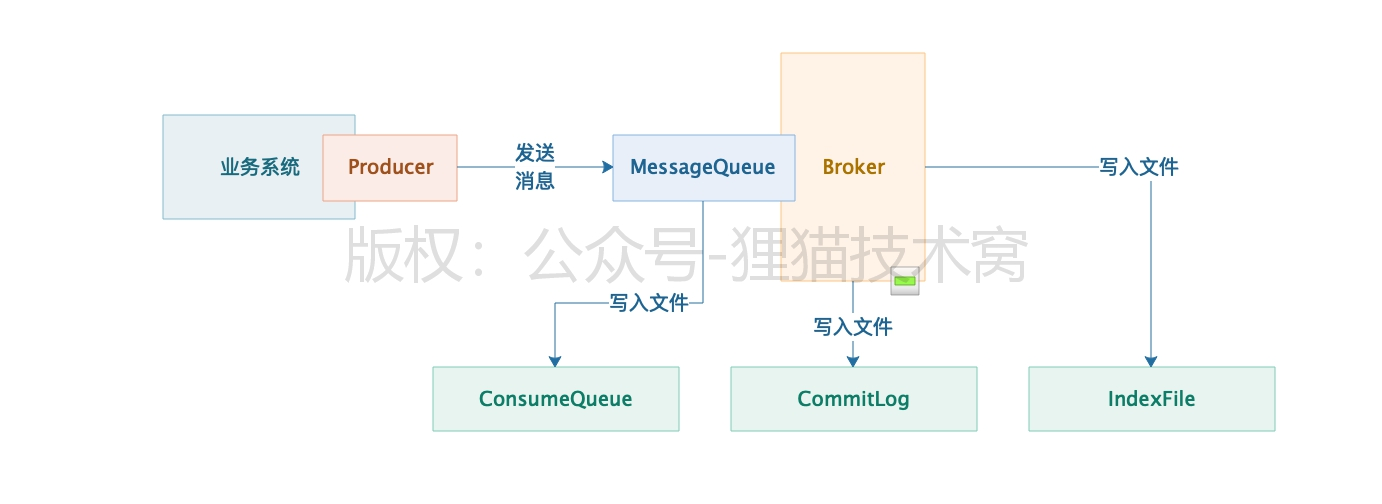 业务系统
Producer
发送
消息
MessageQueue
Broker
写入文件
版权：公众号-狸猫技术窝
写入文件
写入文件
ConsumeQueue
CommitLog
IndexFile